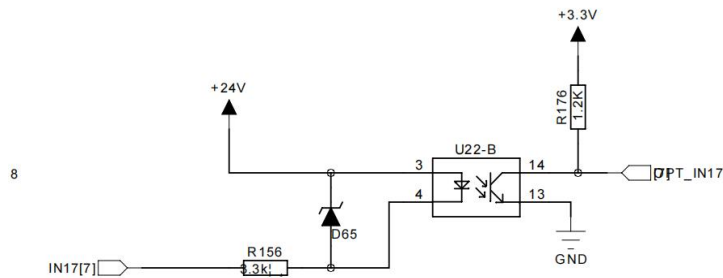 +3.3V
+24V
R176
1.2K
U22-B
3
14
8
4
13
D65
GND
R156
IN17[7]
3.3k